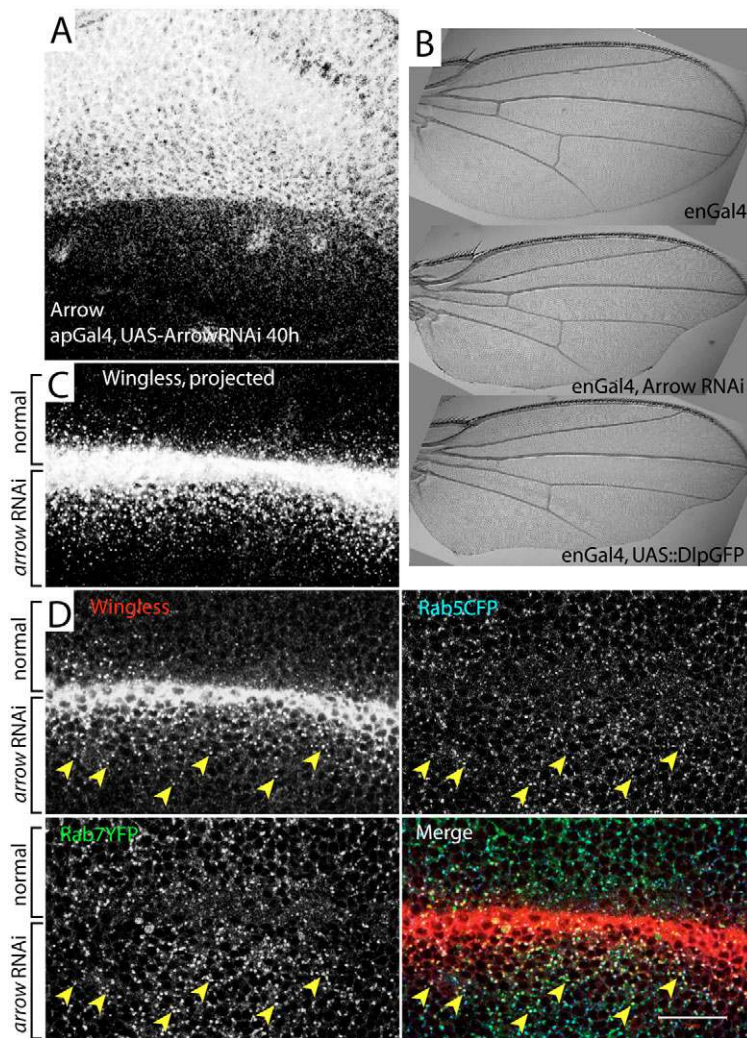 A
Arrow
apGal4, UAS-ArrowRNAi 40h
B
enGal4
enGal4, Arrow RNAi
enGal4, UAS::DlpGFP
C
Wingless, projected
normal
arrow RNAi
D
Wingless
Rab5CFP
normal
arrow RNAi
Rab7YFP
Merge
normal
arrow RNAi